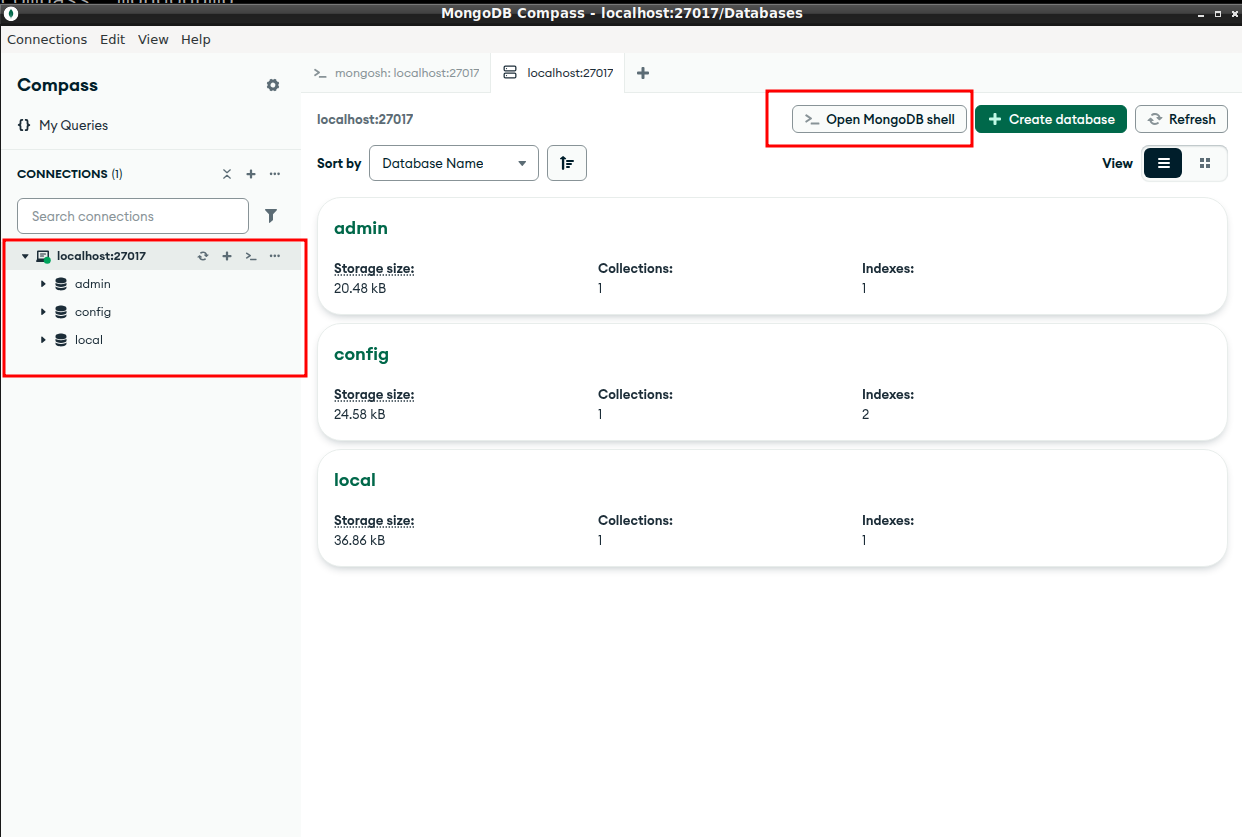 MongoDB Compass - localhost:27017/Databases
Connections Edit View Help
Compass
{} My Queries
CONNECTIONS (1)
Search connections
localhost:27017
admin
config
local
>_ mongosh: localhost:27017
localhost:27017
localhost:27017
>_ Open MongoDB shell
+ Create database
Refresh
Sort by
Database Name
View
admin
Storage size: Collections: Indexes:
20.48 kB 1 1
config
Storage size: Collections: Indexes:
24.58 kB 1 2
local
Storage size: Collections: Indexes:
36.86 kB 1 1